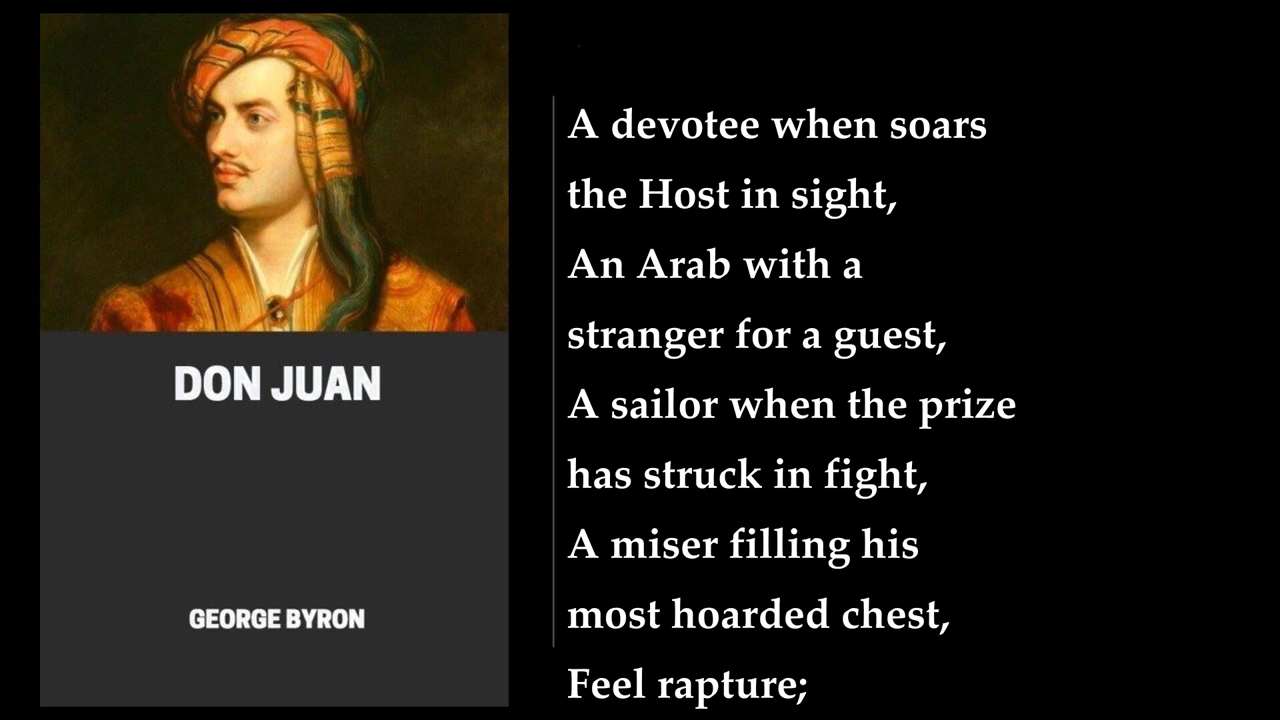 DON JUAN
GEORGE BYRON
A devotee when soars
the Host in sight,
An Arab with a
stranger for a guest,
A sailor when the prize
has struck in fight,
A miser filling his
most hoarded chest,
Feel rapture;